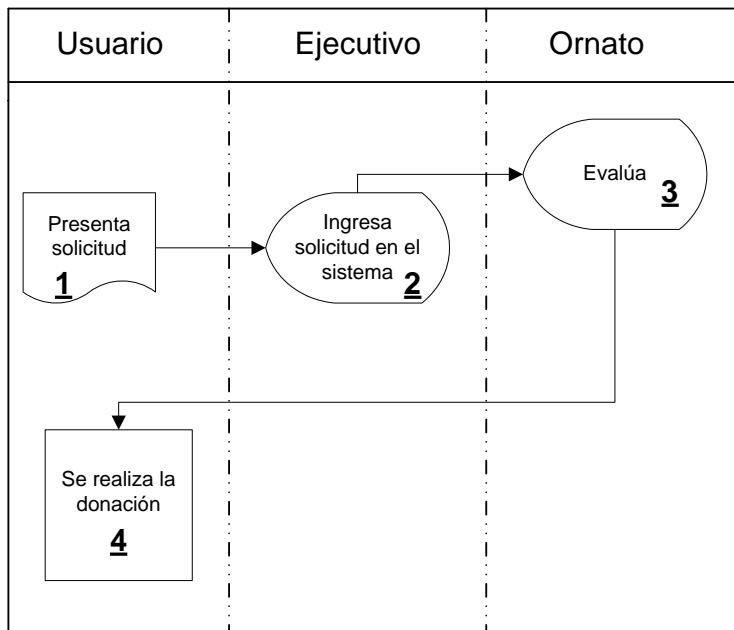 Usuario
Ejecutivo
Ornato
Presenta
solicitud
1
Ingresa
solicitud en el
sistema
2
Evalúa
3
Se realiza la
donación
4